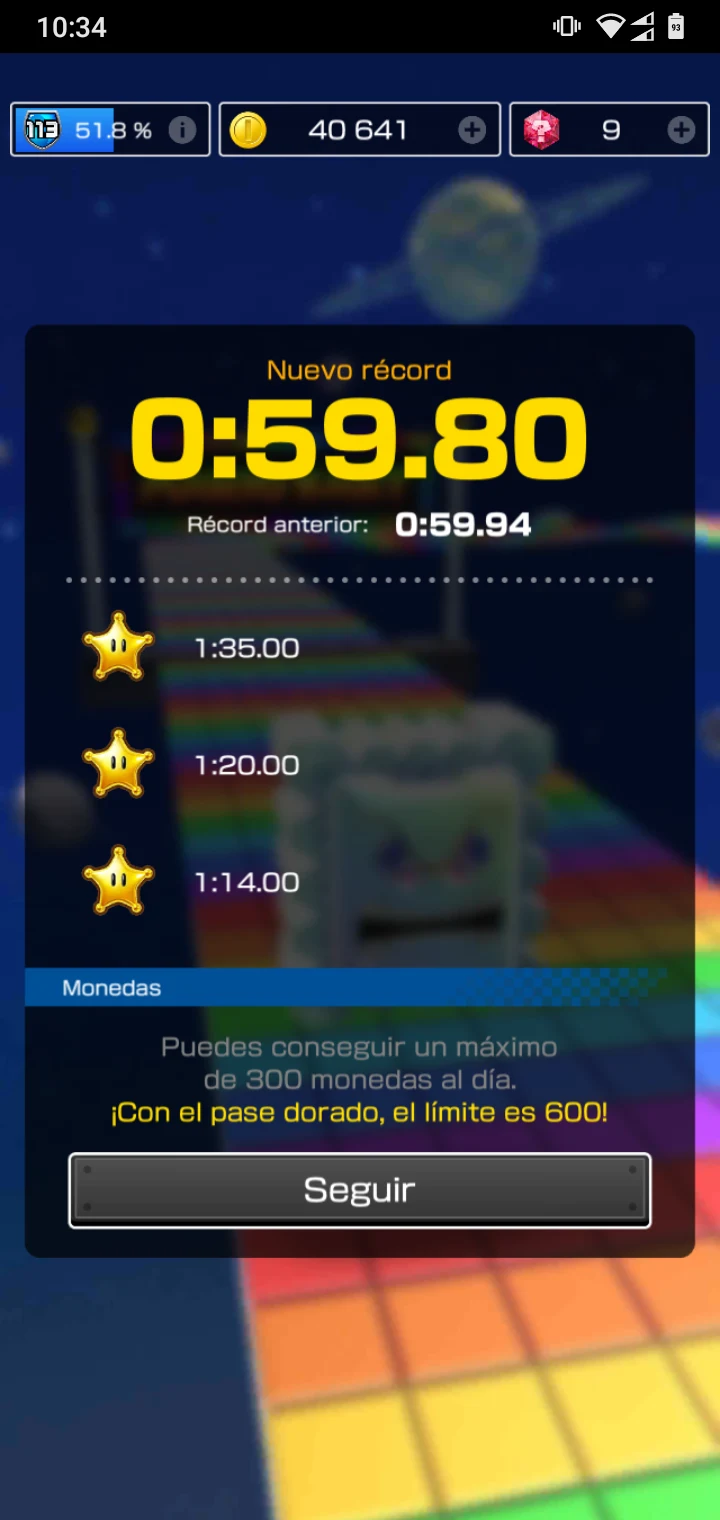 10:34
93
113 51.8 % i
40 641
9
Nuevo récord
0:59.80
Récord anterior: 0:59.94
1:35.00
1:20.00
1:14.00
Monedas
Puedes conseguir un máximo
de 300 monedas al día.
¡Con el pase dorado, el límite es 600!
Seguir